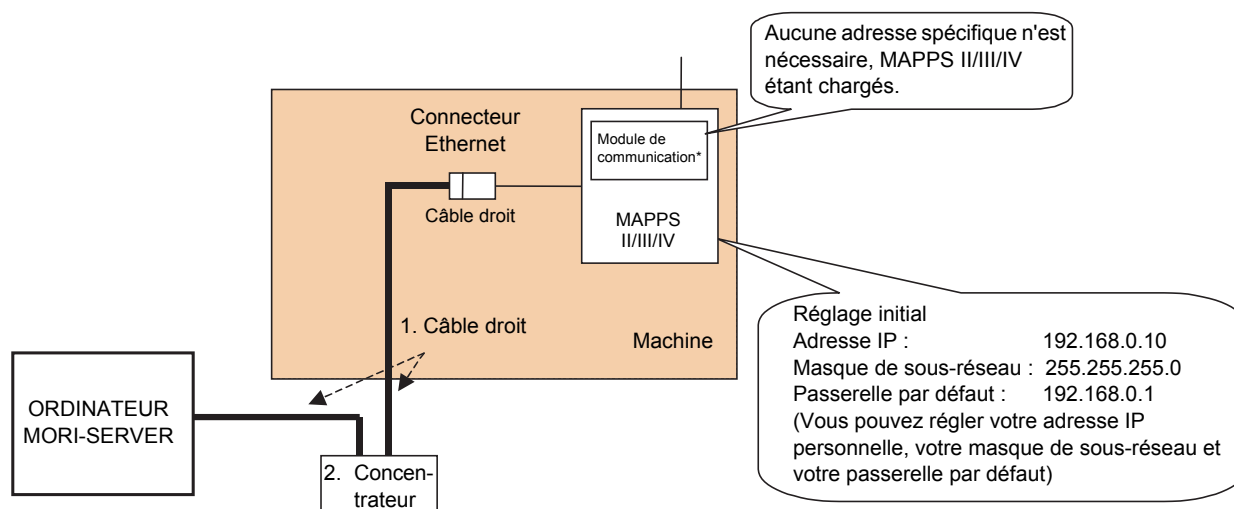 Aucune adresse spécifique n'est
nécessaire, MAPPS II/III/IV
étant chargés.
Connecteur
Ethernet
Module de
communication*
Câble droit
MAPPS
II/III/IV
1. Câble droit
Machine
Réglage initial
Adresse IP : 192.168.0.10
Masque de sous-réseau : 255.255.255.0
Passerelle par défaut : 192.168.0.1
(Vous pouvez régler votre adresse IP
personnelle, votre masque de sous-réseau et
votre passerelle par défaut)
ORDINATEUR
MORI-SERVER
2. Concen-
trateur